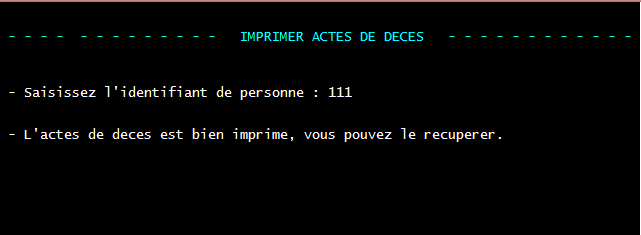 - - - - - - - - - - - - - IMPRIMER ACTES DE DECES - - - - - - - - - - - -
- Saisissez l'identifiant de personne : 111
- L'actes de deces est bien imprime, vous pouvez le recuperer.